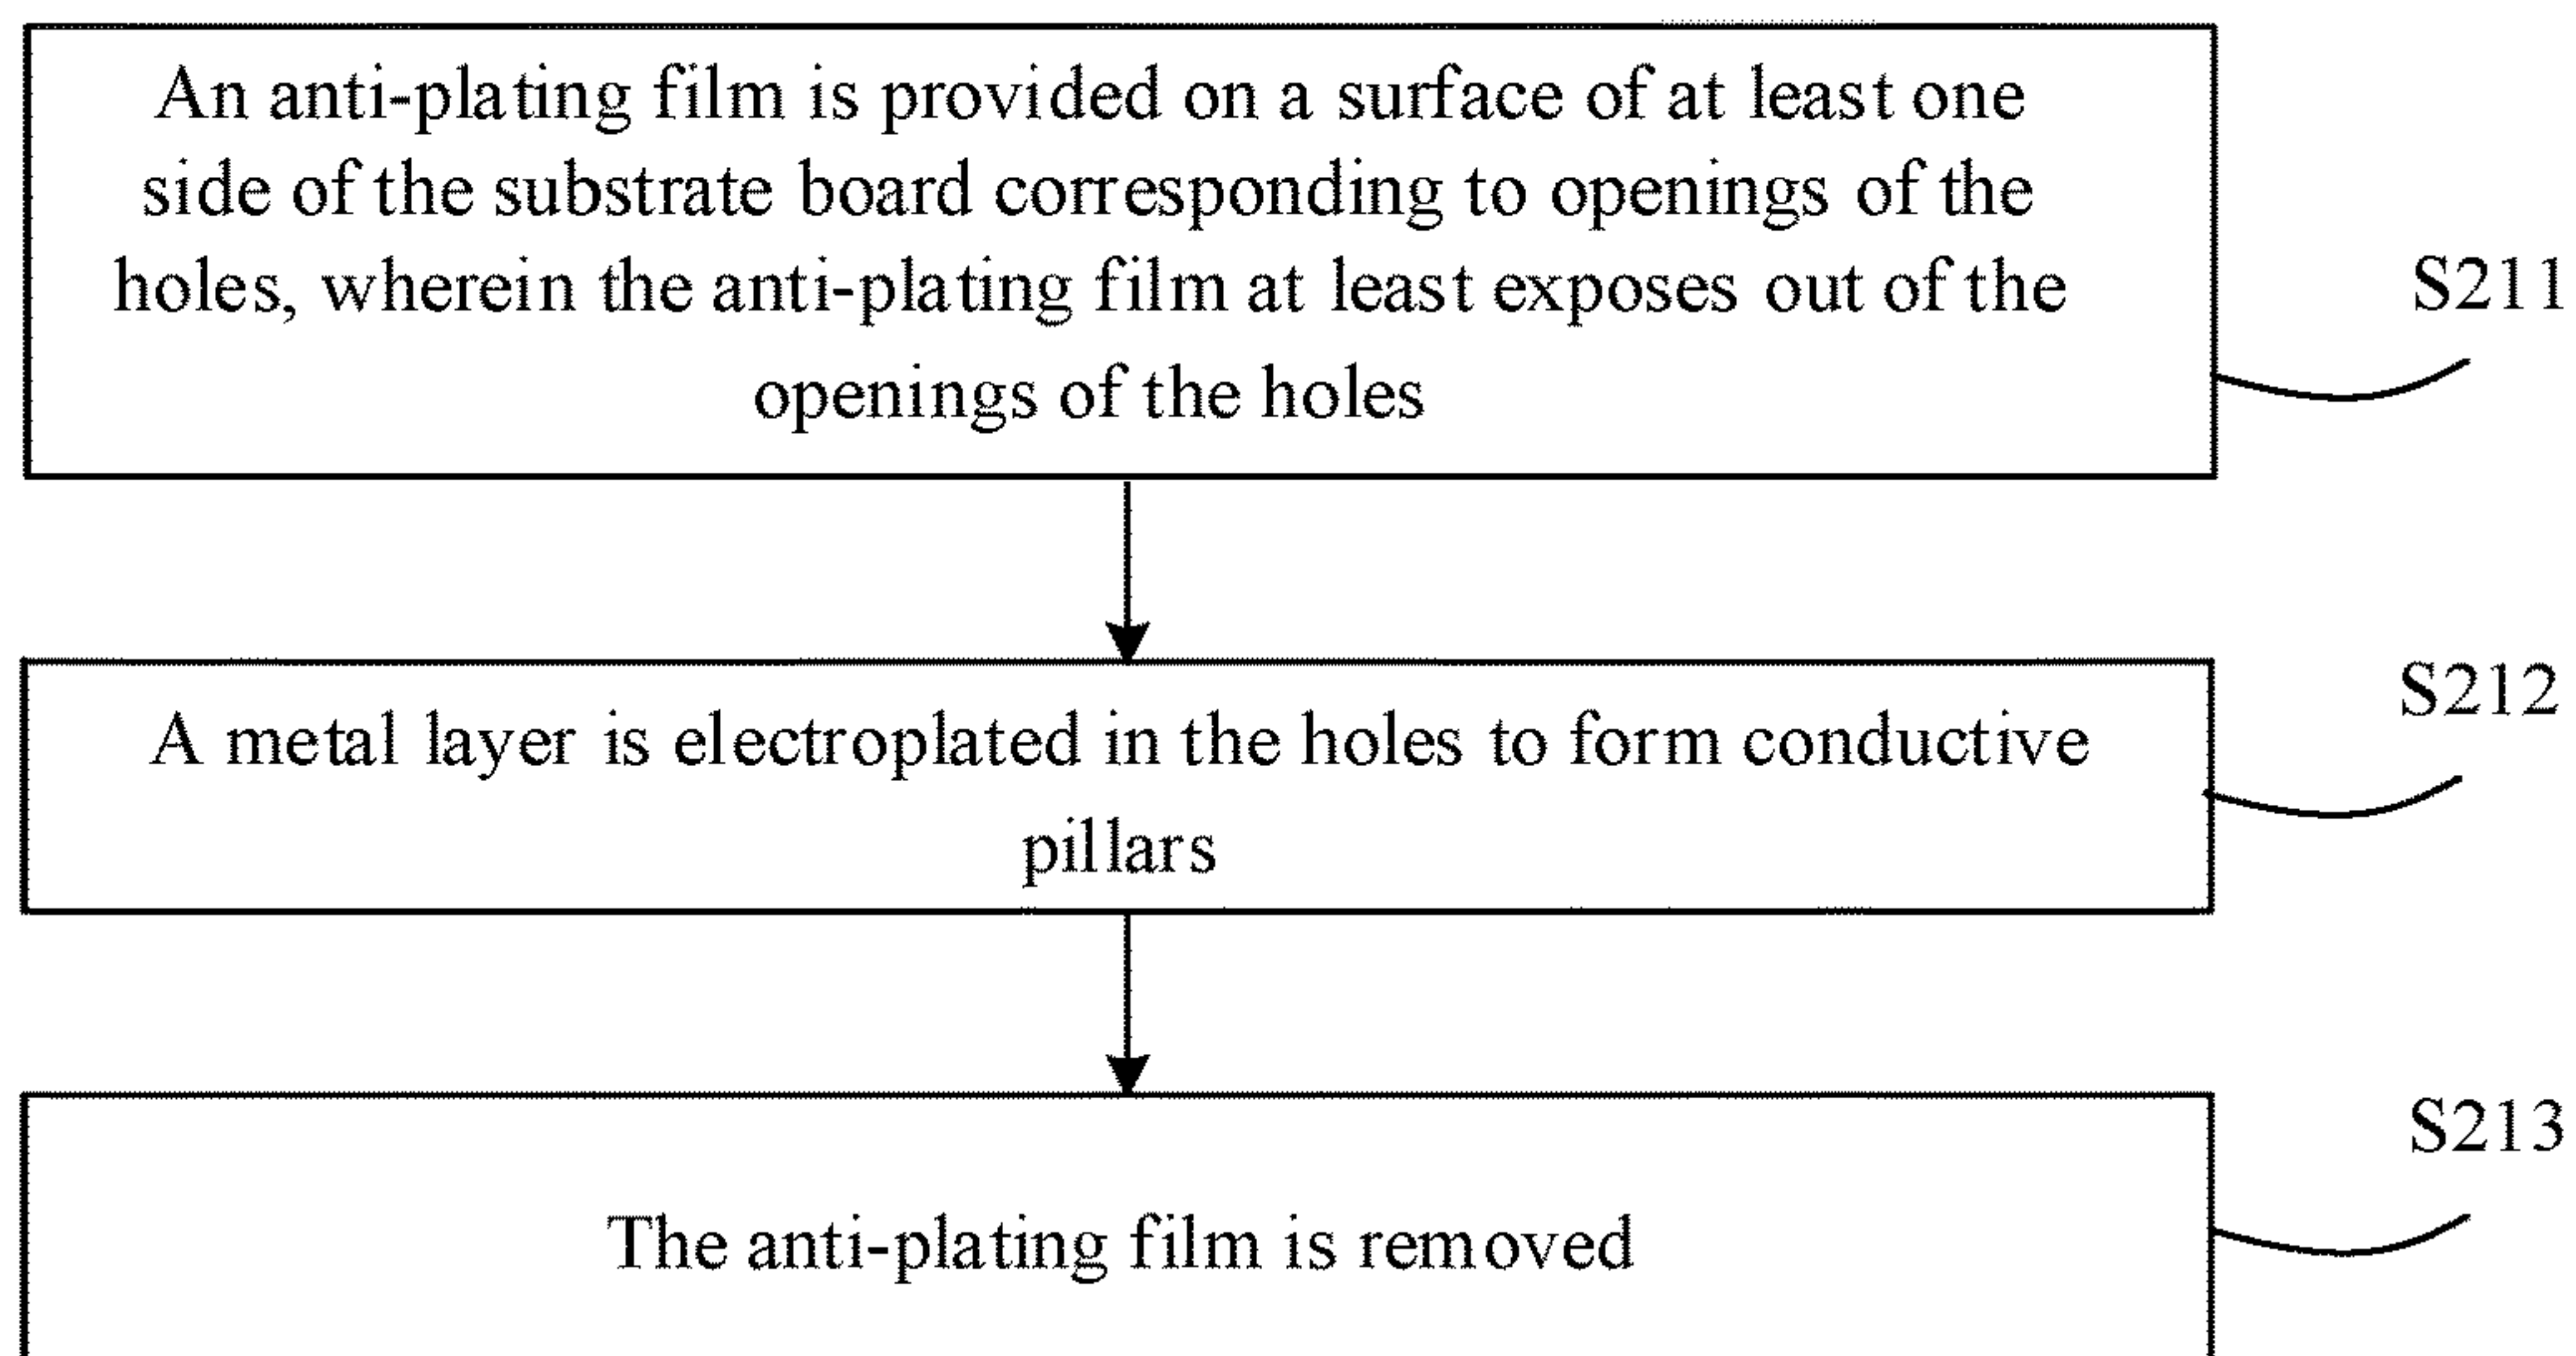 An anti-plating film is provided on a surface of at least one
side of the substrate board corresponding to openings of the
holes, wherein the anti-plating film at least exposes out of the
openings of the holes
S211
A metal layer is electroplated in the holes to form conductive
pillars
S212
The anti-plating film is removed
S213